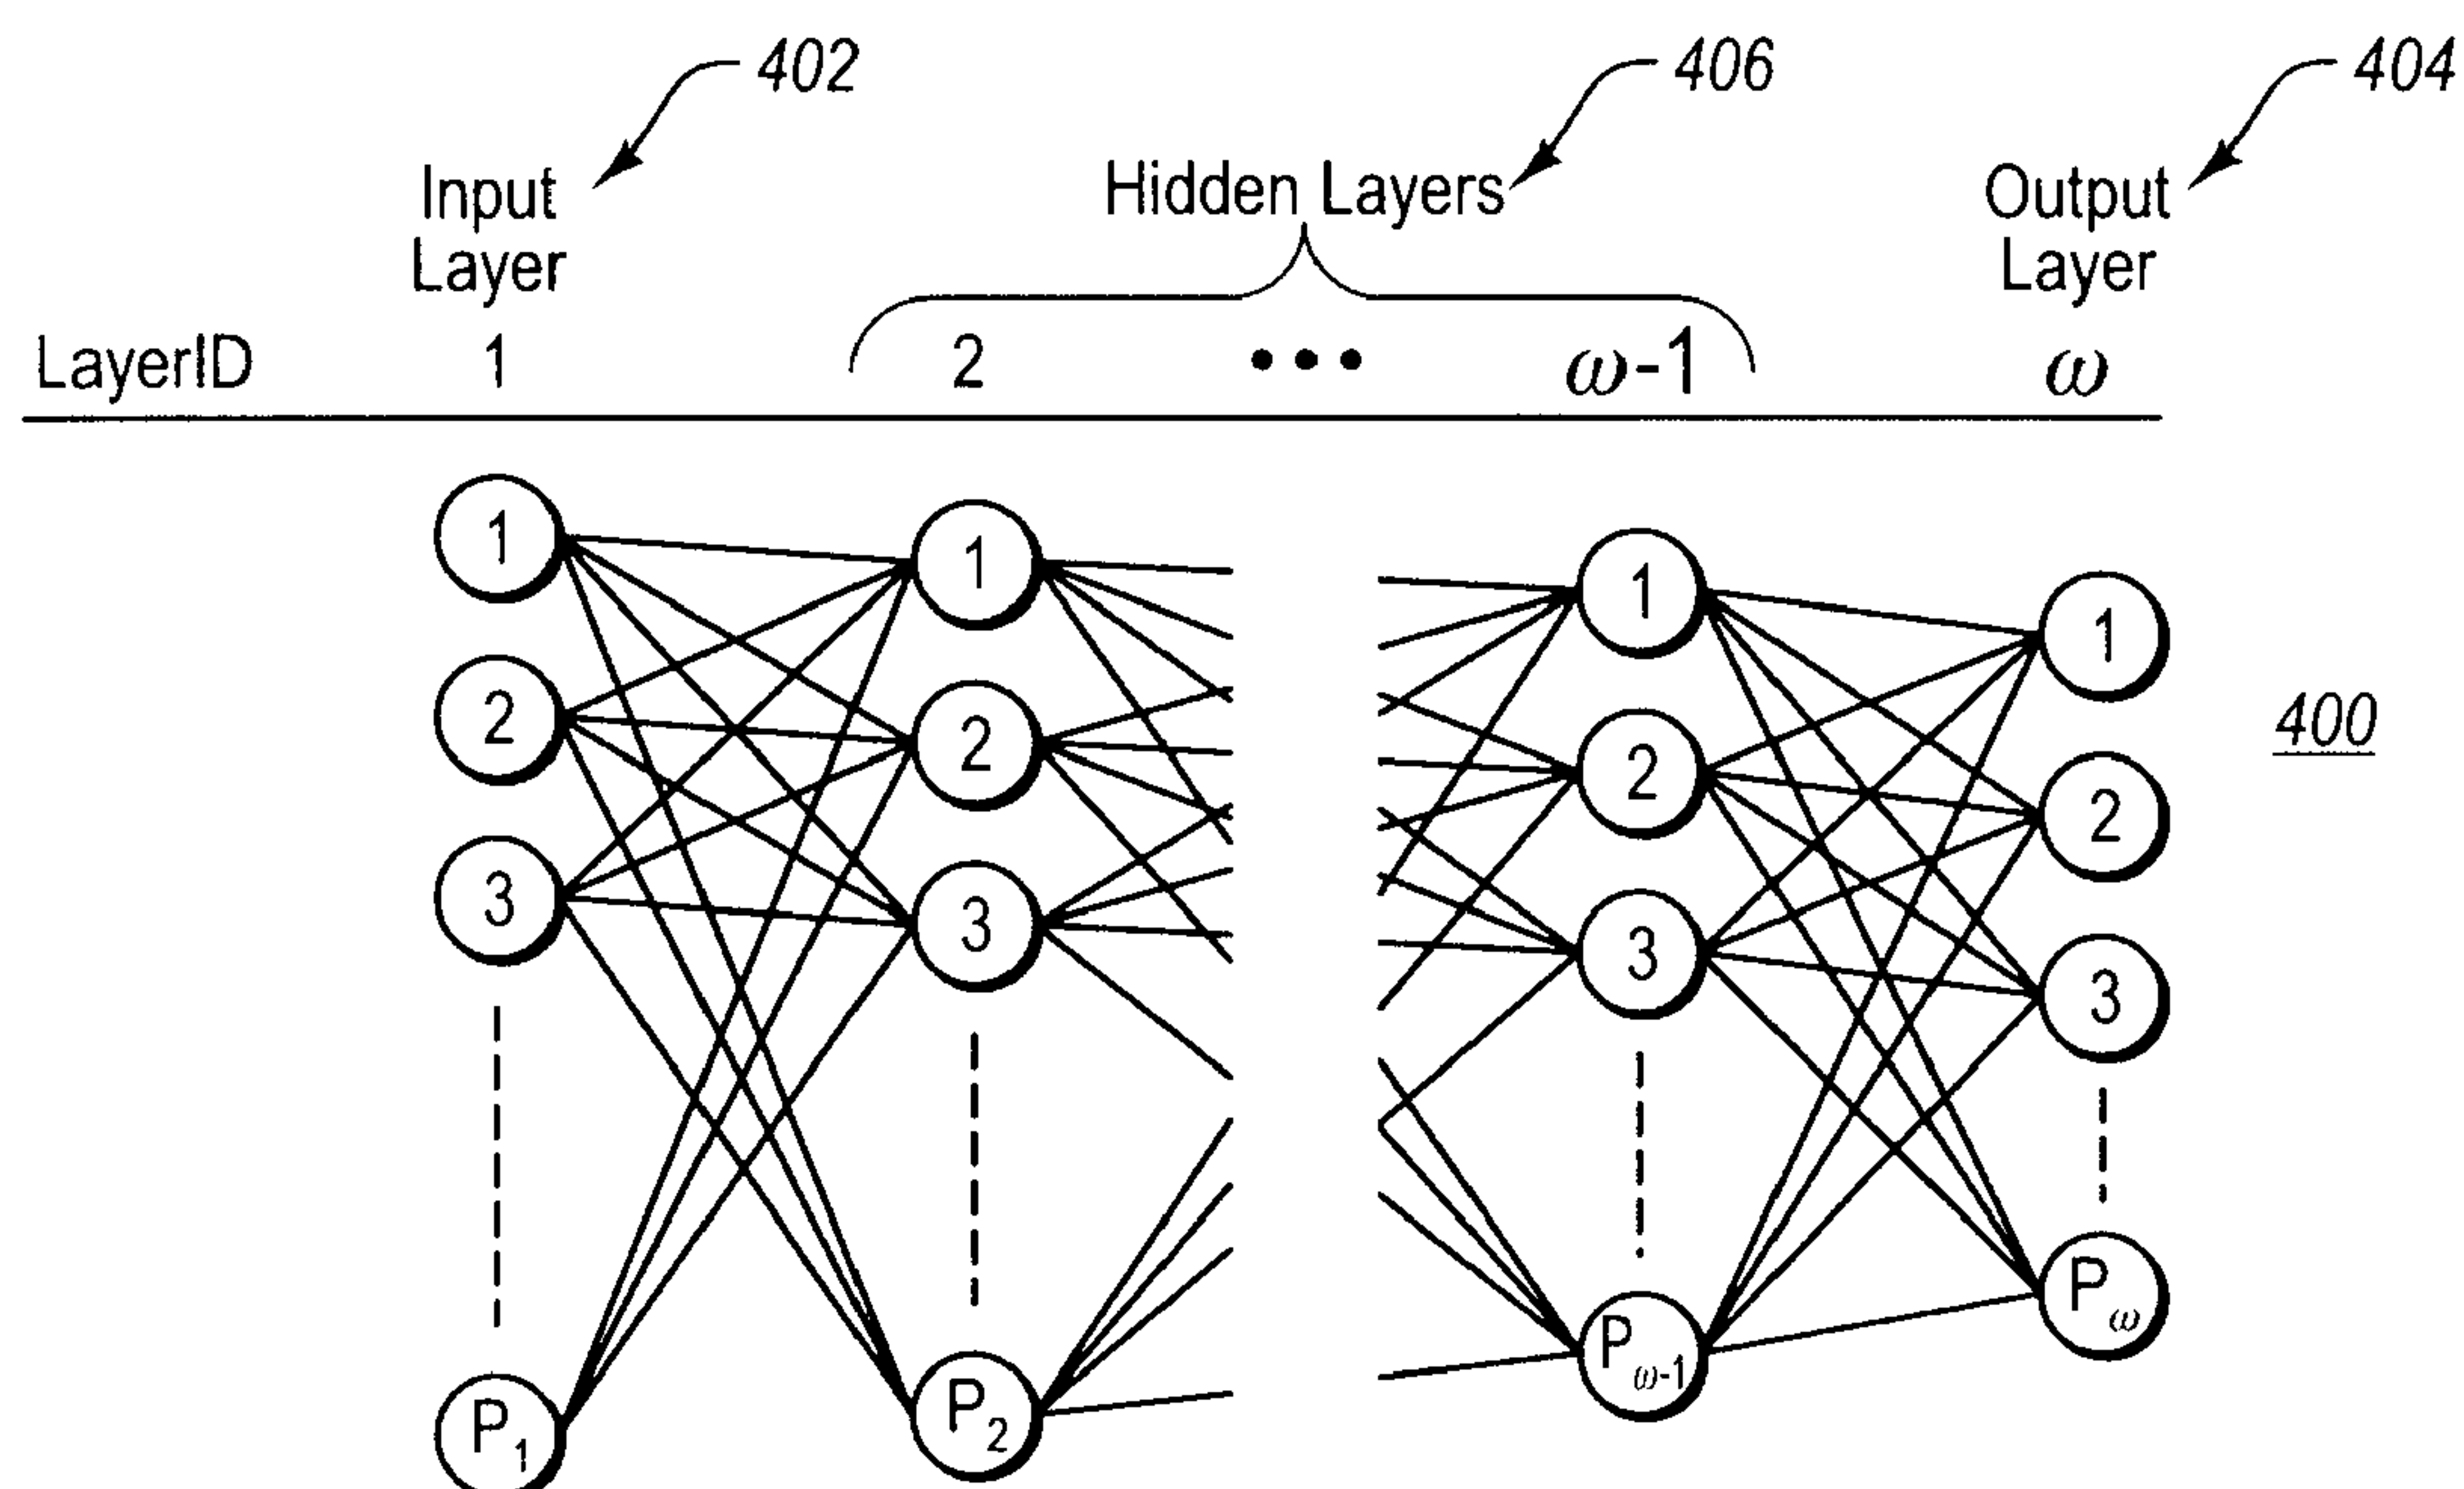 402 406 404
Input Layer
Hidden Layers
Output Layer
LayerID 1 2 ••• ω-1 ω
1 1 1 1
2 2 2 2
400
3 3 3 3
P1 P2 Pω-1 Pω